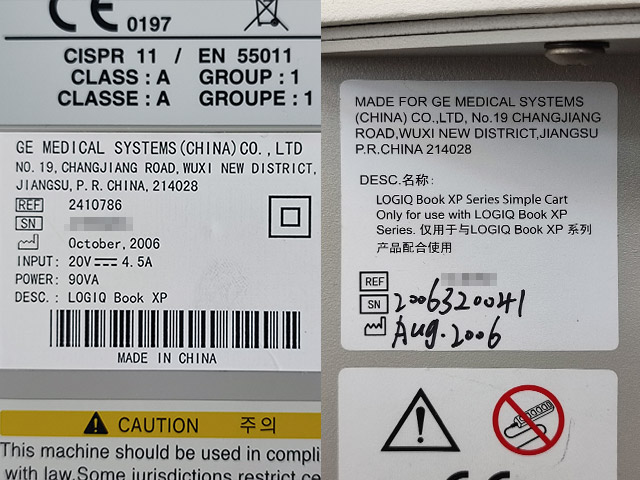 CE 0197
CISPR 11 / EN 55011
CLASS : A GROUP : 1
CLASSE : A GROUPE : 1
GE MEDICAL SYSTEMS(CHINA)CO.,LTD
NO.19,CHANGJIANG ROAD,WUXI NEW DISTRICT,
JIANGSU,P.R.CHINA,214028
REF 2410786
SN
October,2006
INPUT: 20V 4.5A
POWER: 90VA
DESC.: LOGIQ Book XP
MADE IN CHINA
CAUTION 주의
This machine should be used in compli
with law.Some jurisdictions restrict ce
MADE FOR GE MEDICAL SYSTEMS
(CHINA) CO.,LTD, No.19 CHANGJIANG
ROAD,WUXI NEW DISTRICT,JIANGSU
P.R.CHINA 214028
DESC.名称:
LOGIQ Book XP Series Simple Cart
Only for use with LOGIQ Book XP
Series. 仅用于与LOGIQ Book XP 系列
产品配合使用
REF
SN 2006320041
Aug.2006
CE